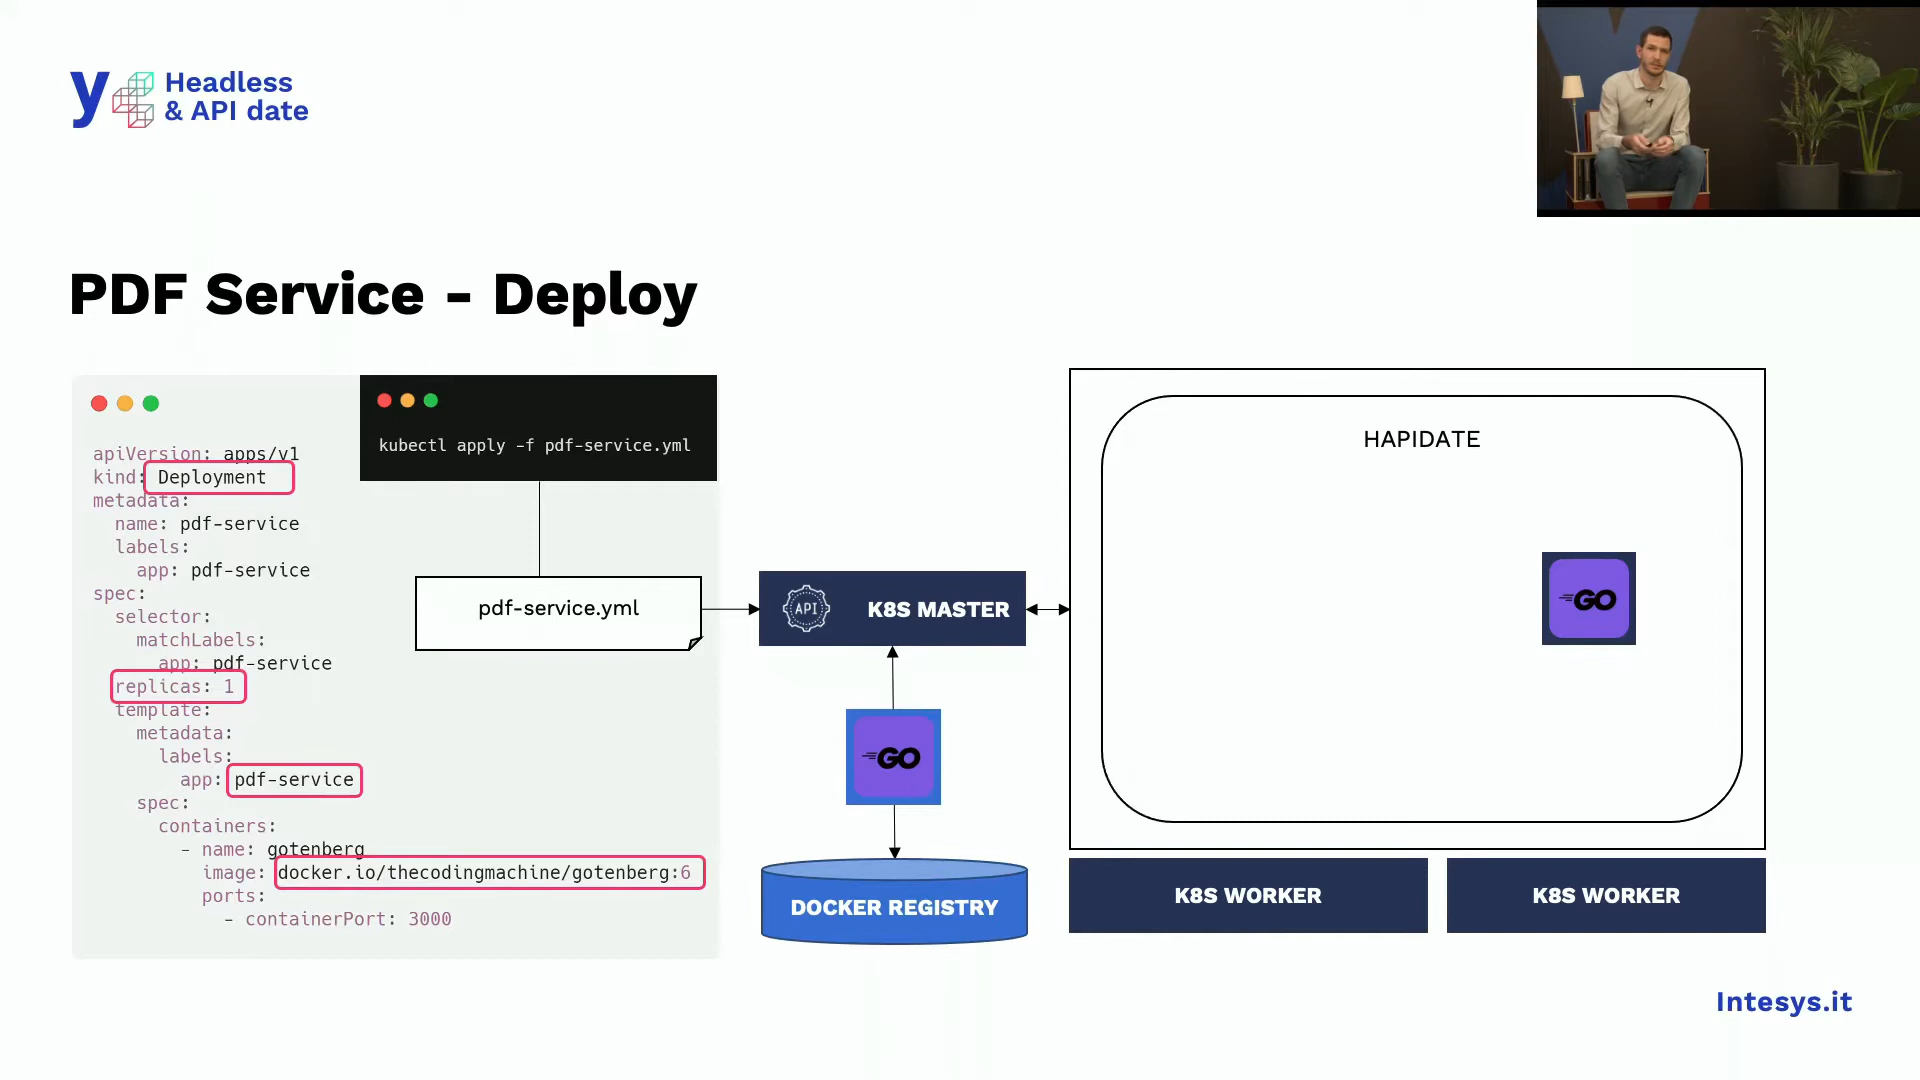 y
Headless
& API date
PDF Service - Deploy
kubectl apply -f pdf-service.yml
apiVersion: apps/v1
kind: Deployment
metadata:
name: pdf-service
labels:
app: pdf-service
spec:
selector:
matchLabels:
app: pdf-service
replicas: 1
template:
metadata:
labels:
app: pdf-service
spec:
containers:
- name: gotenberg
image: docker.io/thecodingmachine/gotenberg:6
ports:
- containerPort: 3000
pdf-service.yml
API
K8S MASTER
GO
DOCKER REGISTRY
HAPIDATE
GO
K8S WORKER
K8S WORKER
Intesys.it